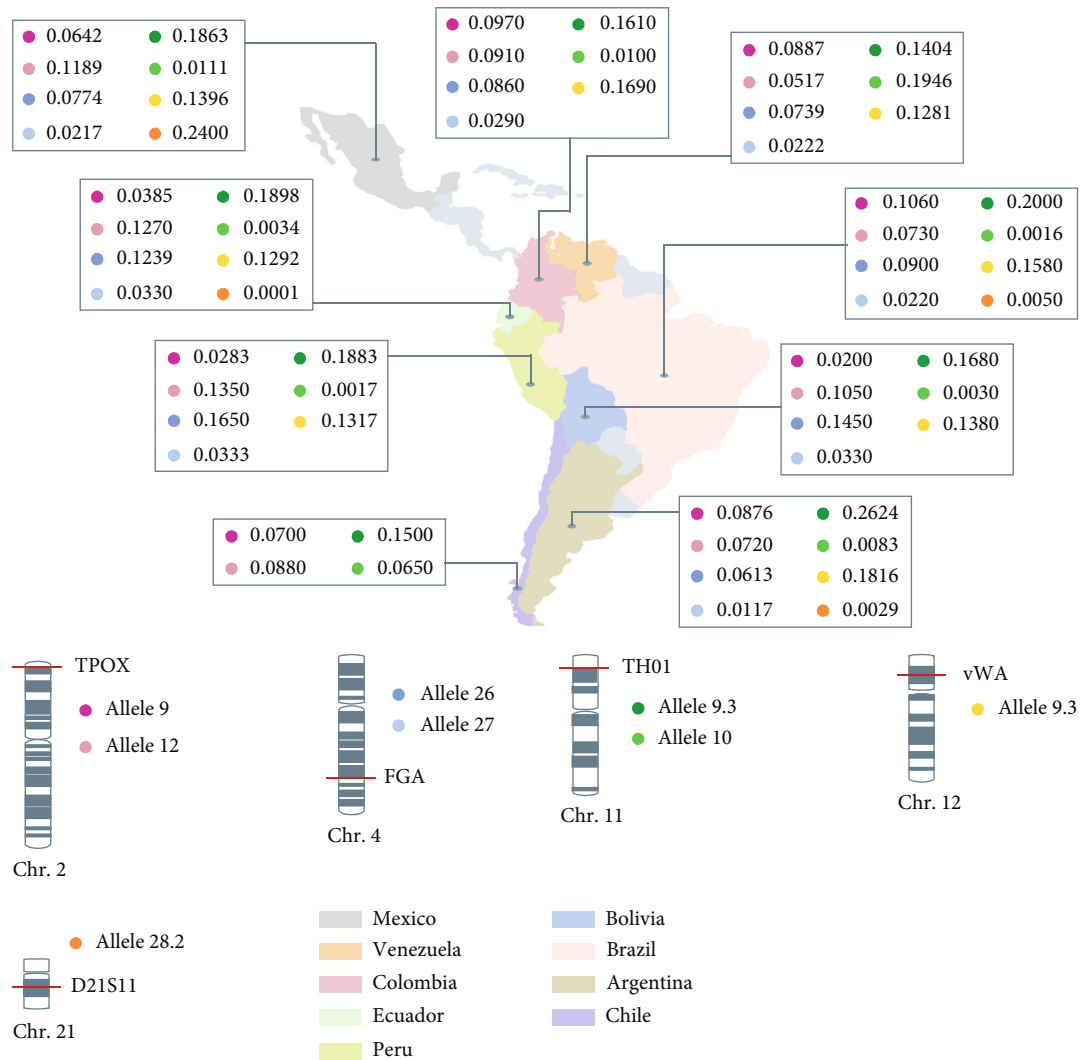 0.0642 0.1863
0.1189 0.0111
0.0774 0.1396
0.0217 0.2400
0.0970 0.1610
0.0910 0.0100
0.0860 0.1690
0.0290
0.0887 0.1404
0.0517 0.1946
0.0739 0.1281
0.0222
0.0385 0.1898
0.1270 0.0034
0.1239 0.1292
0.0330 0.0001
0.1060 0.2000
0.0730 0.0016
0.0900 0.1580
0.0220 0.0050
0.0283 0.1883
0.1350 0.0017
0.1650 0.1317
0.0333
0.0200 0.1680
0.1050 0.0030
0.1450 0.1380
0.0330
0.0700 0.1500
0.0880 0.0650
0.0876 0.2624
0.0720 0.0083
0.0613 0.1816
0.0117 0.0029
TPOX
Allele 9
Allele 12
Chr. 2
Allele 26
Allele 27
FGA
Chr. 4
TH01
Allele 9.3
Allele 10
Chr. 11
vWA
Allele 9.3
Chr. 12
Allele 28.2
D21S11
Chr. 21
Mexico
Venezuela
Colombia
Ecuador
Peru
Bolivia
Brazil
Argentina
Chile